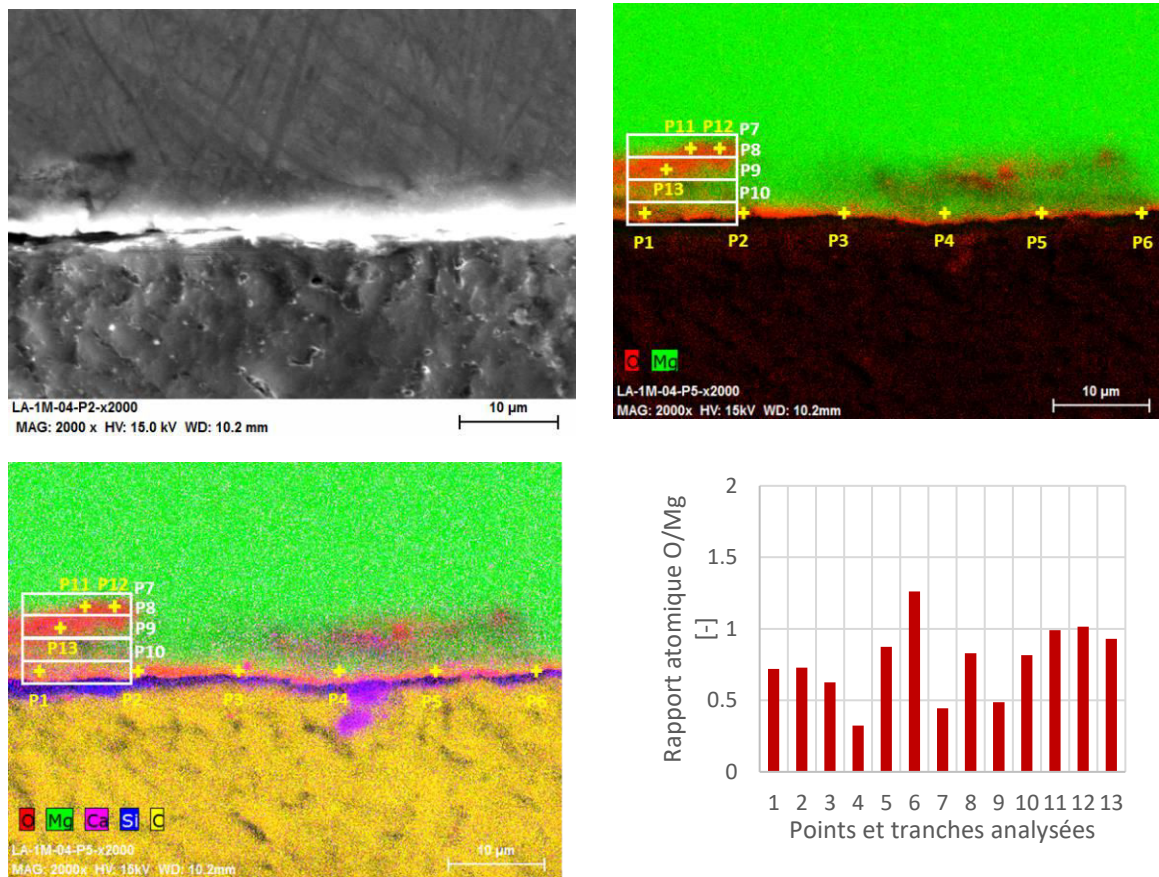 LA-1M-04-P2-x2000
MAG: 2000 x HV: 15.0 kV WD: 10.2 mm
10 µm
P11 P12 P7
P8
P9
P13 P10
P1 P2 P3 P4 P5 P6
O Mg
LA-1M-04-P5-x2000
MAG: 2000x HV: 15kV WD: 10.2mm
10 µm
P11 P12 P7
P8
P9
P13 P10
P1 P2 P3 P4 P5 P6
O Mg Ca Si C
LA-1M-04-P5-x2000
MAG: 2000x HV: 15kV WD: 10.2mm
10 µm
Rapport atomique O/Mg
[-]
2
1.5
1
0.5
0
1 2 3 4 5 6 7 8 9 10 11 12 13
Points et tranches analysées